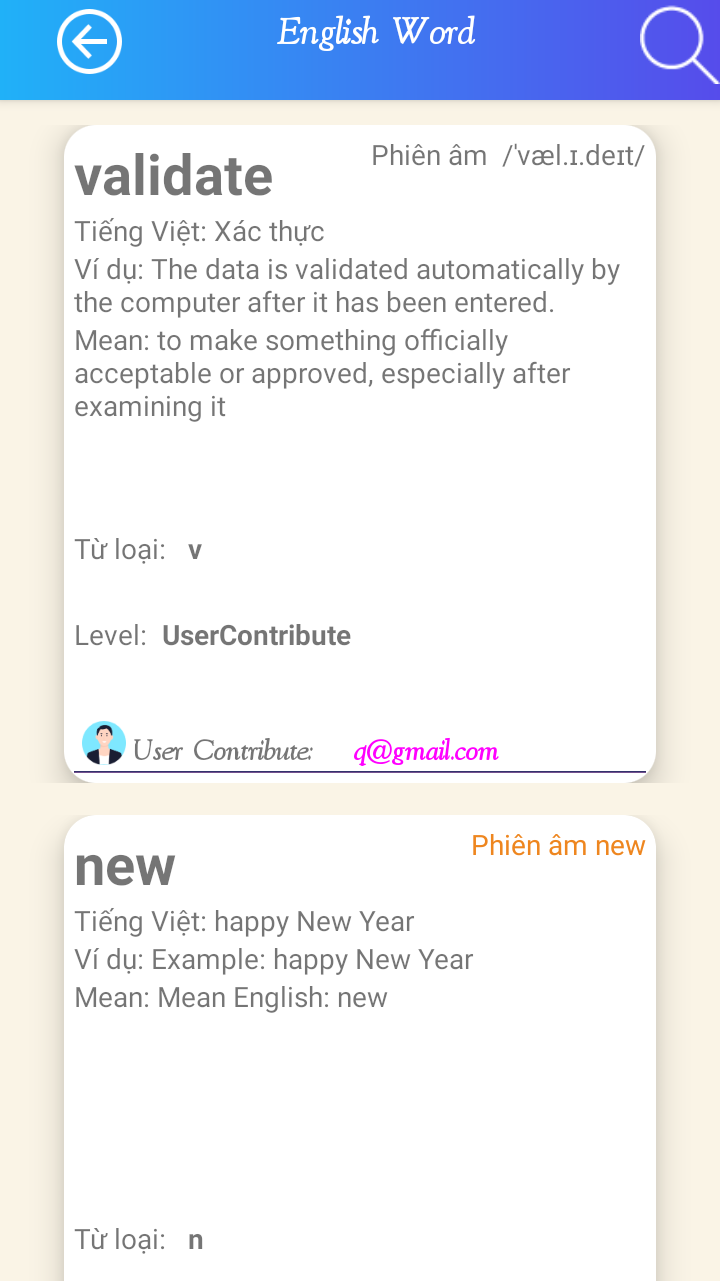 English Word
validate
Phiên âm /'væl.ɪ.deɪt/
Tiếng Việt: Xác thực
Ví dụ: The data is validated automatically by
the computer after it has been entered.
Mean: to make something officially
acceptable or approved, especially after
examining it
Từ loại: v
Level: UserContribute
User Contribute: q@gmail.com
new
Phiên âm new
Tiếng Việt: happy New Year
Ví dụ: Example: happy New Year
Mean: Mean English: new
Từ loại: n